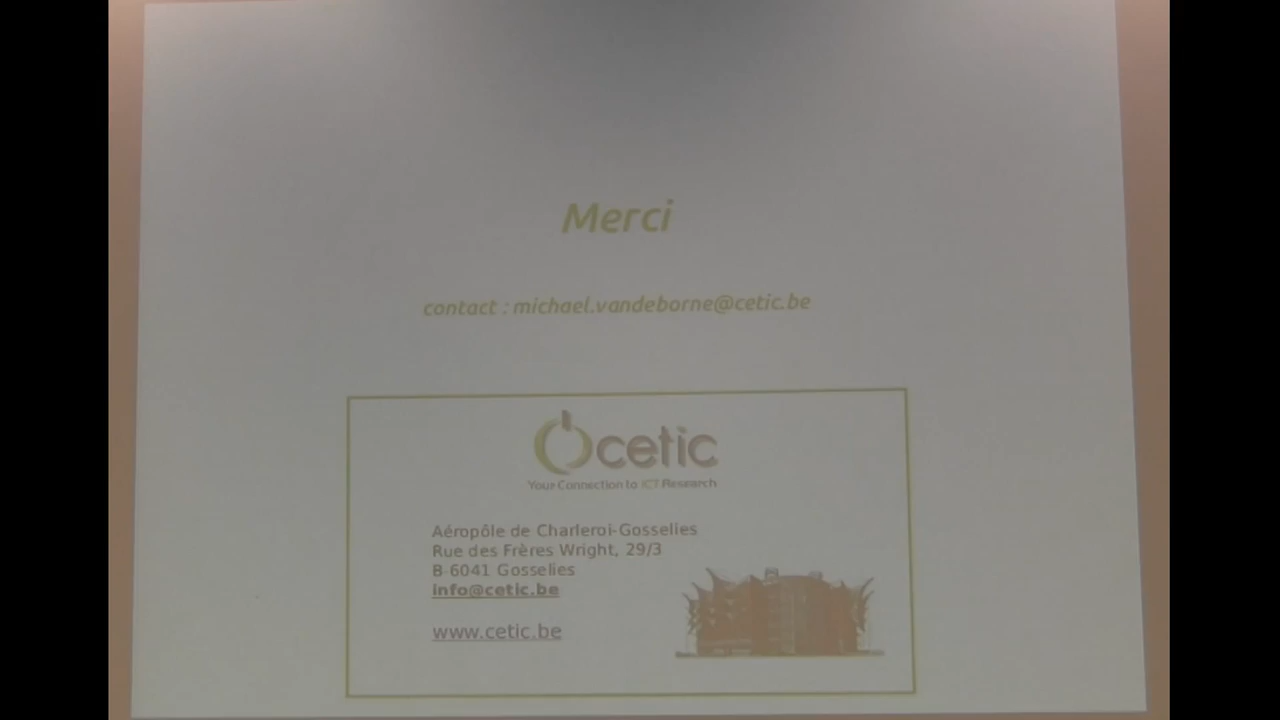 Merci
contact : michael.vandeborne@cetic.be
cetic
Your Connection to ICT Research
Aéropôle de Charleroi-Gosselies
Rue des Frères Wright, 29/3
B-6041 Gosselies
info@cetic.be
www.cetic.be